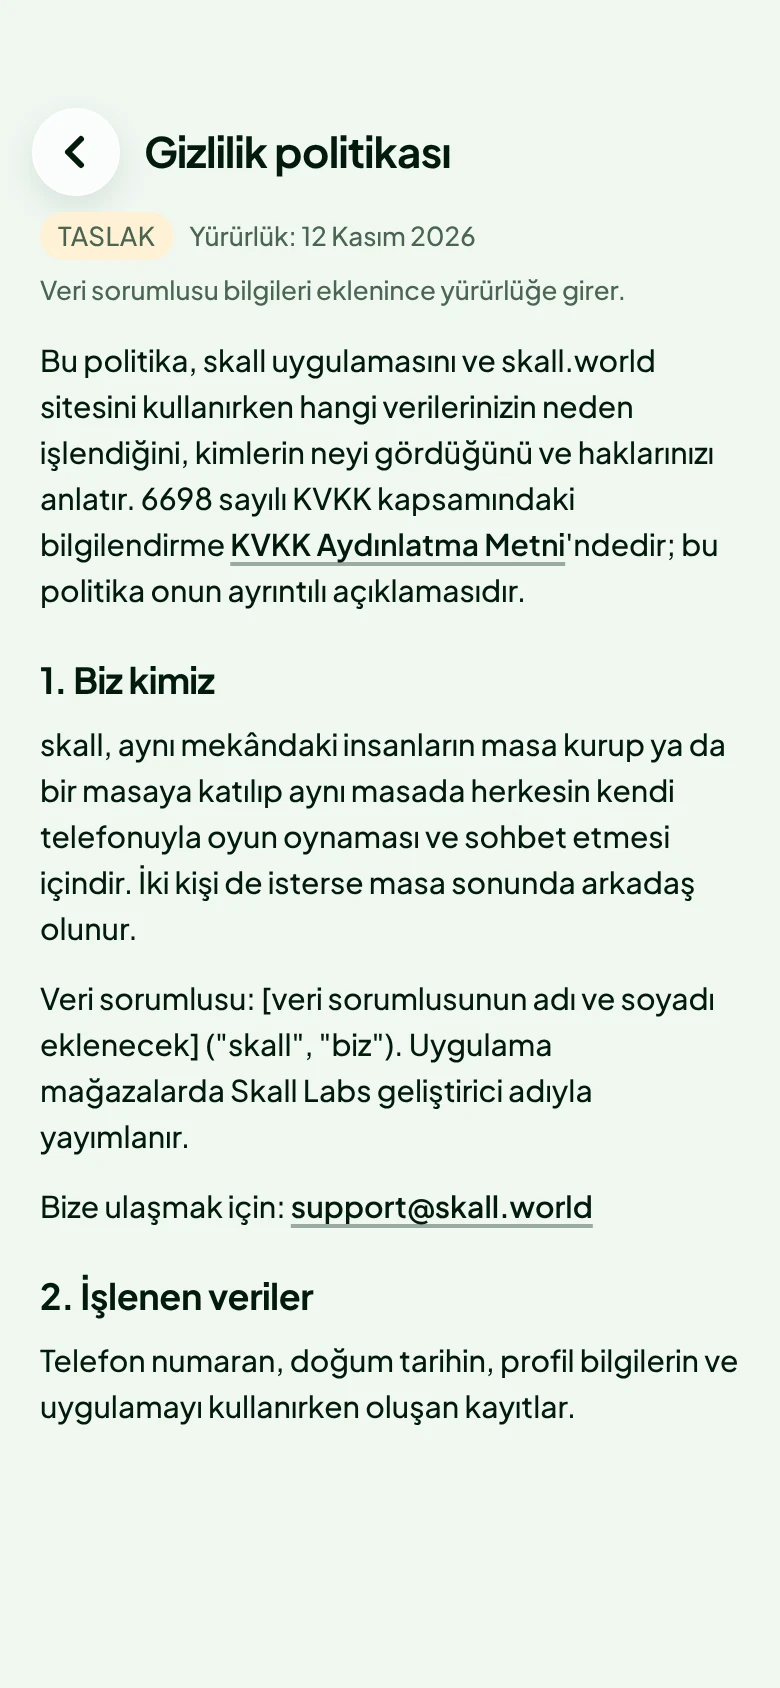 Gizlilik politikası
TASLAK Yürürlük: 12 Kasım 2026
Veri sorumlusu bilgileri eklenince yürürlüğe girer.
Bu politika, skall uygulamasını ve skall.world
sitesini kullanırken hangi verilerinizin neden
işlendiğini, kimlerin neyi gördüğünü ve haklarınızı
anlatır. 6698 sayılı KVKK kapsamındaki
bilgilendirme KVKK Aydınlatma Metni'ndedir; bu
politika onun ayrıntılı açıklamasıdır.
1. Biz kimiz
skall, aynı mekândaki insanların masa kurup ya da
bir masaya katılıp aynı masada herkesin kendi
telefonuyla oyun oynaması ve sohbet etmesi
içindir. İki kişi de isterse masa sonunda arkadaş
olunur.
Veri sorumlusu: [veri sorumlusunun adı ve soyadı
eklenecek] ("skall", "biz"). Uygulama
mağazalarda Skall Labs geliştirici adıyla
yayımlanır.
Bize ulaşmak için: support@skall.world
2. İşlenen veriler
Telefon numaran, doğum tarihin, profil bilgilerin ve
uygulamayı kullanırken oluşan kayıtlar.